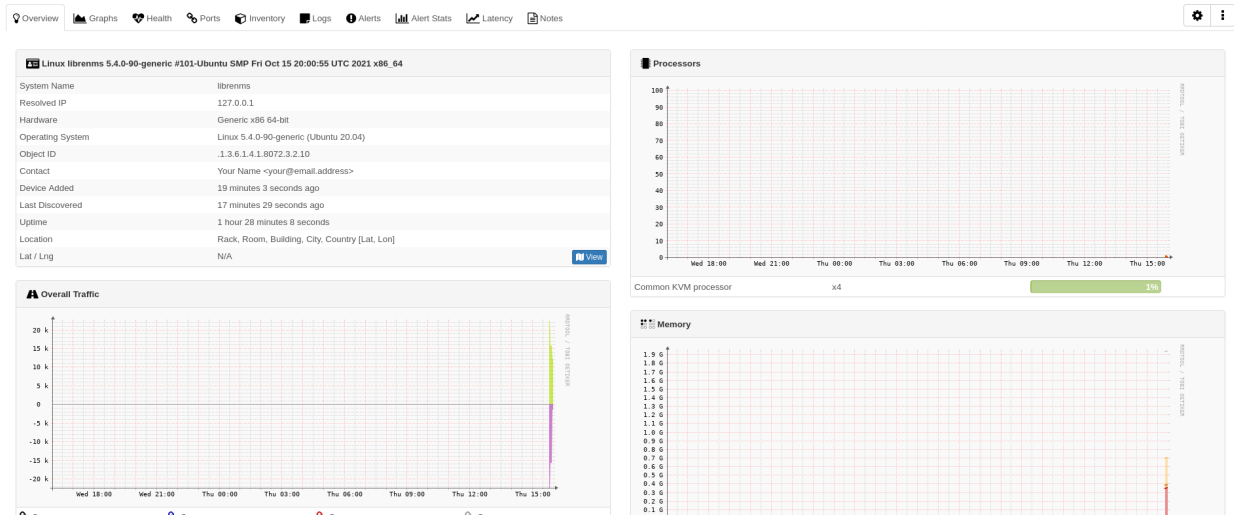 Overview Graphs Health Ports Inventory Logs Alerts Alert Stats Latency Notes
Linux librenms 5.4.0-90-generic #101-Ubuntu SMP Fri Oct 15 20:00:55 UTC 2021 x86_64
System Name librenms
Resolved IP 127.0.0.1
Hardware Generic x86 64-bit
Operating System Linux 5.4.0-90-generic (Ubuntu 20.04)
Object ID .1.3.6.1.4.1.8072.3.2.10
Contact Your Name <your@email.address>
Device Added 19 minutes 3 seconds ago
Last Discovered 17 minutes 29 seconds ago
Uptime 1 hour 28 minutes 8 seconds
Location Rack, Room, Building, City, Country [Lat, Lon]
Lat / Lng N/A View
Overall Traffic
20 k
15 k
10 k
5 k
0
-5 k
-10 k
-15 k
-20 k
Wed 18:00 Wed 21:00 Thu 00:00 Thu 03:00 Thu 06:00 Thu 09:00 Thu 12:00 Thu 15:00
RRDTOOL / TOBI OETIKER
Processors
100
90
80
70
60
50
40
30
20
10
0
Wed 18:00 Wed 21:00 Thu 00:00 Thu 03:00 Thu 06:00 Thu 09:00 Thu 12:00 Thu 15:00
RRDTOOL / TOBI OETIKER
Common KVM processor x4 1%
Memory
1.9 G
1.8 G
1.7 G
1.6 G
1.5 G
1.4 G
1.3 G
1.2 G
1.1 G
1.0 G
0.9 G
0.8 G
0.7 G
0.6 G
0.5 G
0.4 G
0.3 G
0.2 G
0.1 G
RRDTOOL / TOBI OETIKER